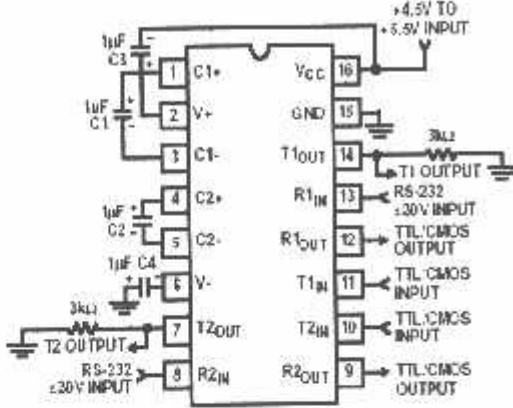 +4.5V TO
+5.5V INPUT
1μF
C3
1μF
C1
1μF
C2
1μF C4
3kΩ
T2 OUTPUT
RS-232
±20V INPUT
1 C1+
2 V+
3 C1-
4 C2+
5 C2-
6 V-
7 T2OUT
8 R2IN
VCC 16
GND 15
T1OUT 14
R1IN 13
R1OUT 12
T1IN 11
T2IN 10
R2OUT 9
3kΩ
T1 OUTPUT
RS-232
±20V INPUT
TTL/CMOS
OUTPUT
TTL/CMOS
INPUT
TTL/CMOS
INPUT
TTL/CMOS
OUTPUT